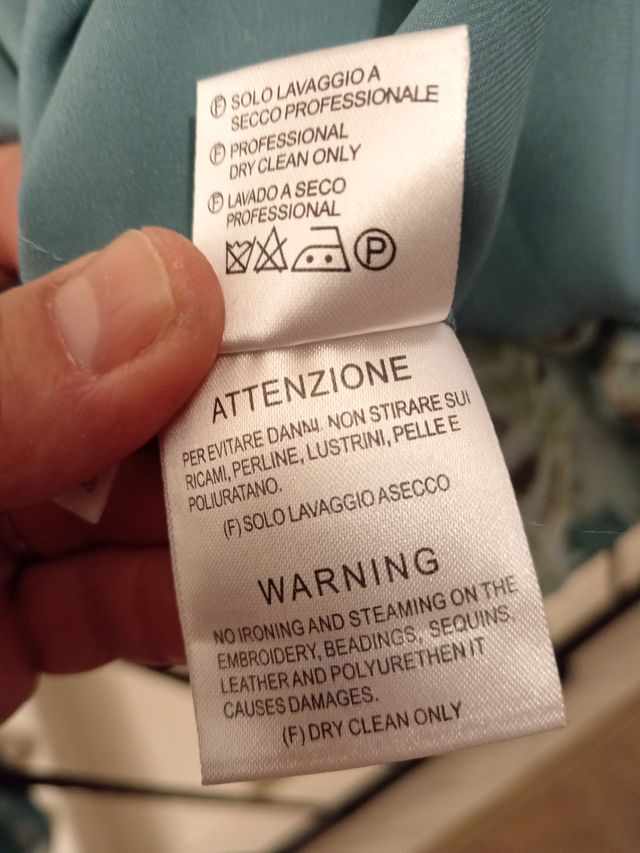 Ⓕ SOLO LAVAGGIO A
SECCO PROFESSIONALE
Ⓕ PROFESSIONAL
DRY CLEAN ONLY
Ⓕ LAVADO A SECO
PROFESSIONAL
P
ATTENZIONE
PER EVITARE DANNI, NON STIRARE SUI
RICAMI, PERLINE, LUSTRINI, PELLE E
POLIURATANO.
(F) SOLO LAVAGGIO ASECCO
WARNING
NO IRONING AND STEAMING ON THE
EMBROIDERY, BEADINGS, SEQUINS,
LEATHER AND POLYURETHEN IT
CAUSES DAMAGES.
(F) DRY CLEAN ONLY